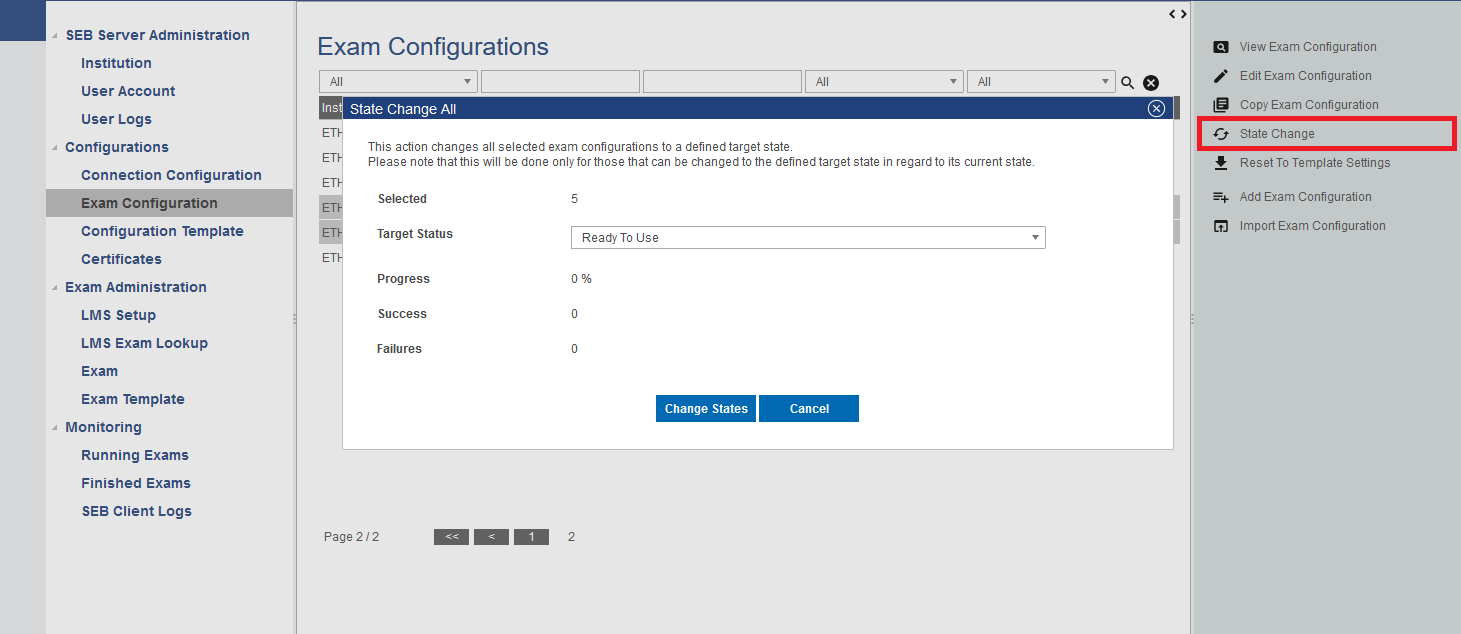 SEB Server Administration
Institution
User Account
User Logs
Configurations
Connection Configuration
Exam Configuration
Configuration Template
Certificates
Exam Administration
LMS Setup
LMS Exam Lookup
Exam
Exam Template
Monitoring
Running Exams
Finished Exams
SEB Client Logs
Exam Configurations
All All All
Inst
ETH
ETH
ETH
ETH
ETH
ETH
State Change All
This action changes all selected exam configurations to a defined target state.
Please note that this will be done only for those that can be changed to the defined target state in regard to its current state.
Selected 5
Target Status Ready To Use
Progress 0 %
Success 0
Failures 0
Change States Cancel
Page 2 / 2 << < 1 2
View Exam Configuration
Edit Exam Configuration
Copy Exam Configuration
State Change
Reset To Template Settings
Add Exam Configuration
Import Exam Configuration